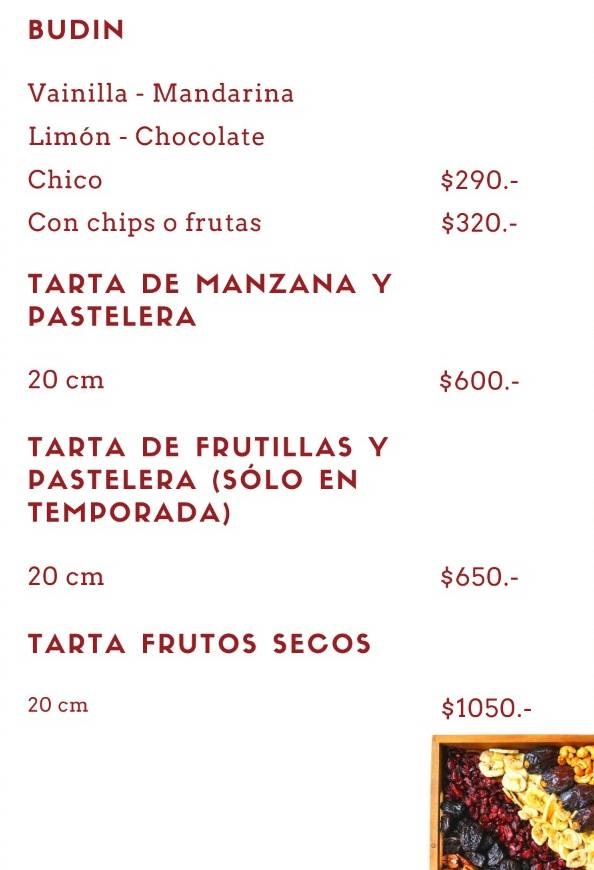 BUDIN
Vainilla - Mandarina
Limón - Chocolate
Chico $290.-
Con chips o frutas $320.-
TARTA DE MANZANA Y
PASTELERA
20 cm $600.-
TARTA DE FRUTILLAS Y
PASTELERA (SÓLO EN
TEMPORADA)
20 cm $650.-
TARTA FRUTOS SECOS
20 cm $1050.-